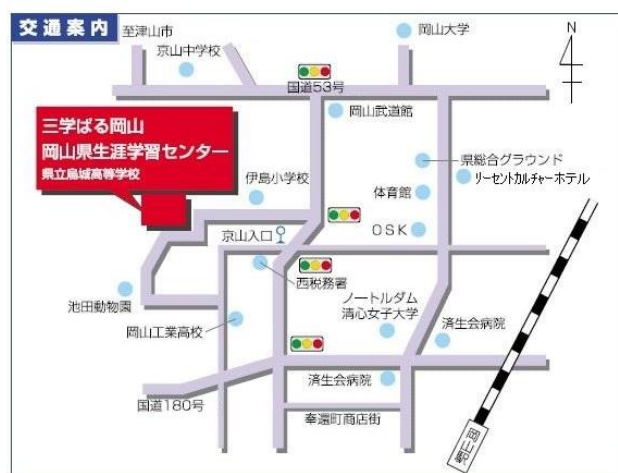 交通案内
至津山市
岡山大学
N
京山中学校
国道53号
岡山武道館
三学ぱる岡山
岡山県生涯学習センター
県立烏城高等学校
県総合グラウンド
リーセントカルチャーホテル
伊島小学校
体育館
OSK
京山入口
西税務署
池田動物園
岡山工業高校
ノートルダム
清心女子大学
済生会病院
済生会病院
国道180号
奉還町商店街
岡山駅